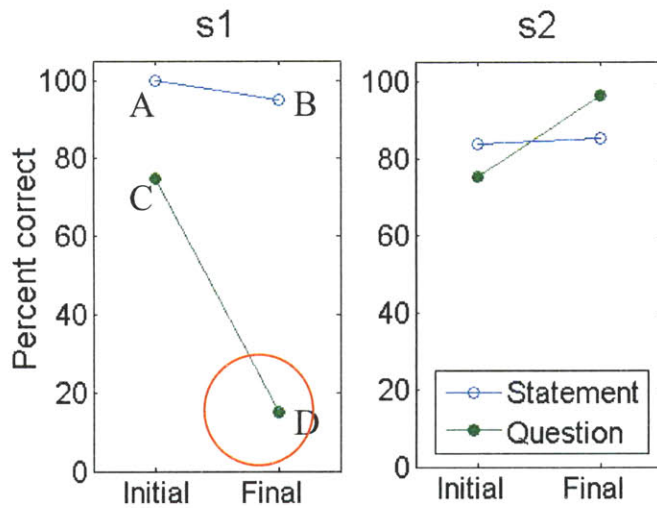 s1
s2
Percent correct
100
80
60
40
20
0
A
B
C
D
Initial
Final
100
80
60
40
20
0
Statement
Question
Initial
Final